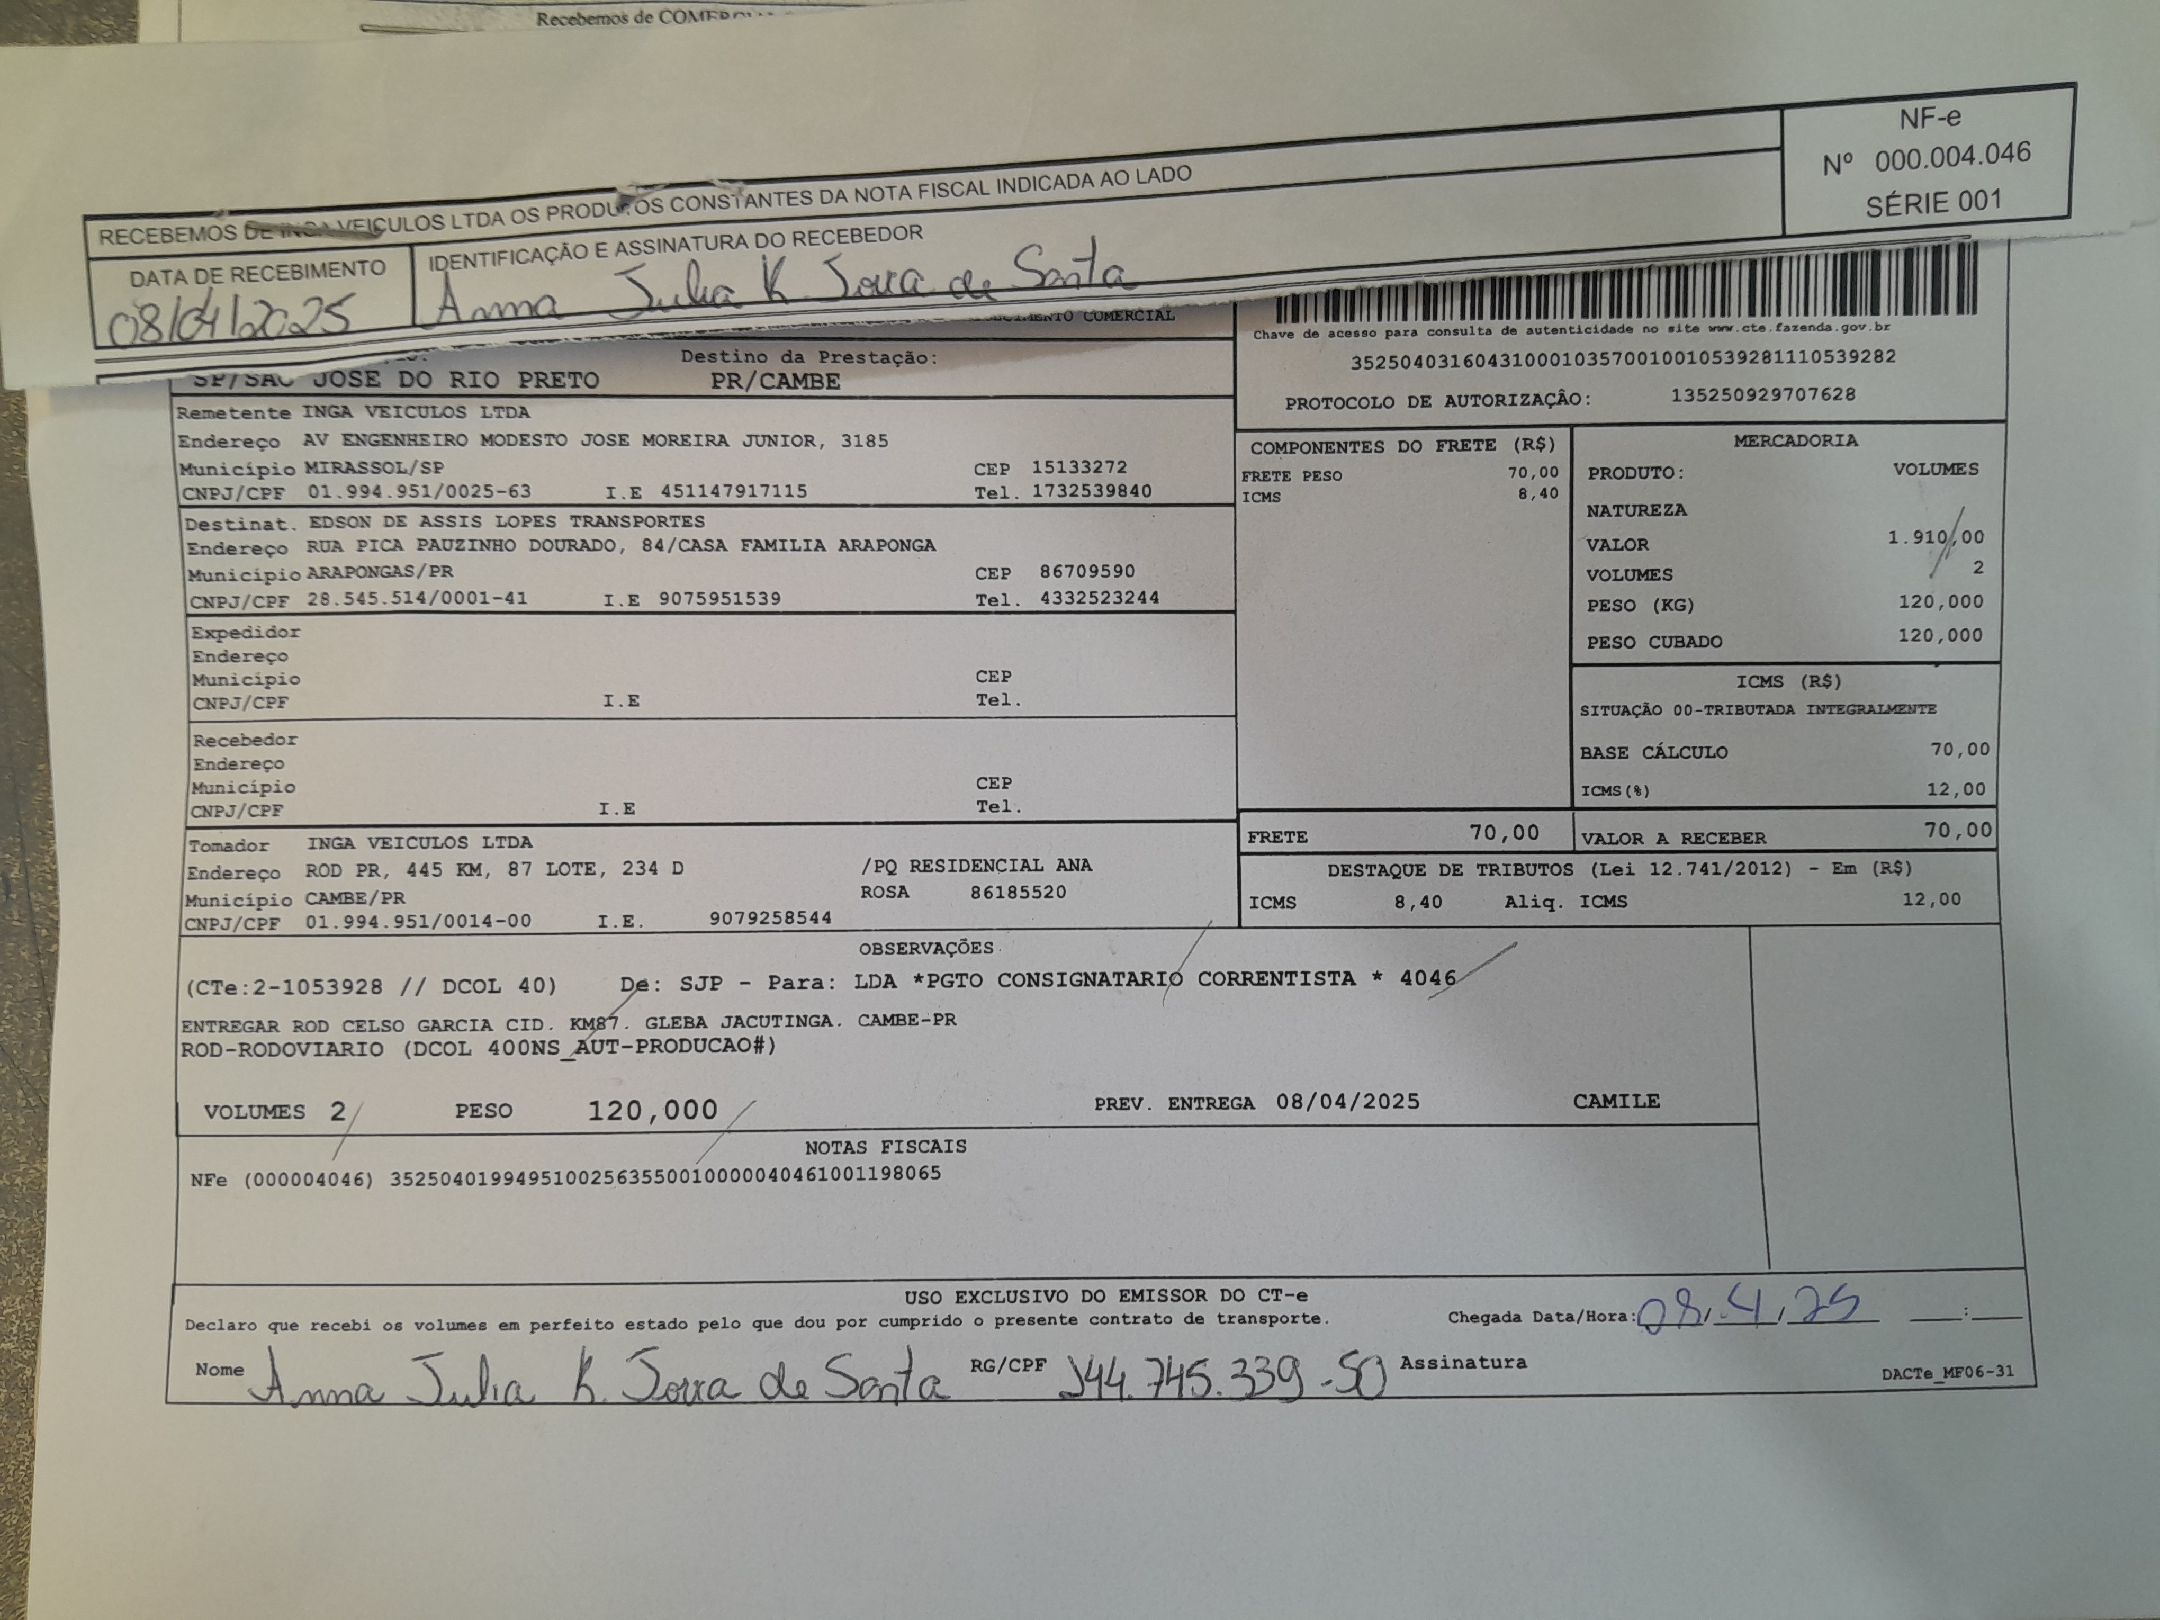 Recebemos de
NF-e
Nº 000.004.046
SÉRIE 001
RECEBEMOS DE INGA VEICULOS LTDA OS PRODUTOS CONSTANTES DA NOTA FISCAL INDICADA AO LADO
DATA DE RECEBIMENTO
08/04/2025
IDENTIFICAÇÃO E ASSINATURA DO RECEBEDOR
Anna Julia K. de Santa
COMERCIAL
Chave de acesso para consulta de autenticidade no site www.cte.fazenda.gov.br
35250403160431000103570010010539281110539282
PROTOCOLO DE AUTORIZAÇÃO: 135250929707628
Destino da Prestação:
SP/SAO JOSE DO RIO PRETO PR/CAMBE
Remetente INGA VEICULOS LTDA
Endereço AV ENGENHEIRO MODESTO JOSE MOREIRA JUNIOR, 3185
Município MIRASSOL/SP CEP 15133272
CNPJ/CPF 01.994.951/0025-63 I.E 451147917115 Tel. 1732539840
Destinat. EDSON DE ASSIS LOPES TRANSPORTES
Endereço RUA PICA PAUZINHO DOURADO, 84/CASA FAMILIA ARAPONGA
Município ARAPONGAS/PR CEP 86709590
CNPJ/CPF 28.545.514/0001-41 I.E 9075951539 Tel. 4332523244
Expedidor
Endereço
Município CEP
CNPJ/CPF I.E Tel.
Recebedor
Endereço
Município CEP
CNPJ/CPF I.E Tel.
Tomador INGA VEICULOS LTDA
Endereço ROD PR, 445 KM, 87 LOTE, 234 D /PQ RESIDENCIAL ANA
Município CAMBE/PR ROSA 86185520
CNPJ/CPF 01.994.951/0014-00 I.E. 9079258544
COMPONENTES DO FRETE (R$)
FRETE PESO 70,00
ICMS 8,40
MERCADORIA
PRODUTO: VOLUMES
NATUREZA
VALOR 1.910,00
VOLUMES 2
PESO (KG) 120,000
PESO CUBADO 120,000
ICMS (R$)
SITUAÇÃO 00-TRIBUTADA INTEGRALMENTE
BASE CÁLCULO 70,00
ICMS(%) 12,00
FRETE 70,00 VALOR A RECEBER 70,00
DESTAQUE DE TRIBUTOS (Lei 12.741/2012) - Em (R$)
ICMS 8,40 Aliq. ICMS 12,00
OBSERVAÇÕES
(CTe:2-1053928 // DCOL 40) De: SJP - Para: LDA *PGTO CONSIGNATARIO CORRENTISTA * 4046
ENTREGAR ROD CELSO GARCIA CID. KM87. GLEBA JACUTINGA. CAMBE-PR
ROD-RODOVIARIO (DCOL 400NS_AUT-PRODUCAO#)
VOLUMES 2 PESO 120,000 PREV. ENTREGA 08/04/2025 CAMILE
NOTAS FISCAIS
NFe (000004046) 35250401994951002563550010000040461001198065
USO EXCLUSIVO DO EMISSOR DO CT-e
Declaro que recebi os volumes em perfeito estado pelo que dou por cumprido o presente contrato de transporte. Chegada Data/Hora: 08/4/25 :
Nome Anna Julia K. de Santa RG/CPF 144.745.339-50 Assinatura
DACTe_MF06-31